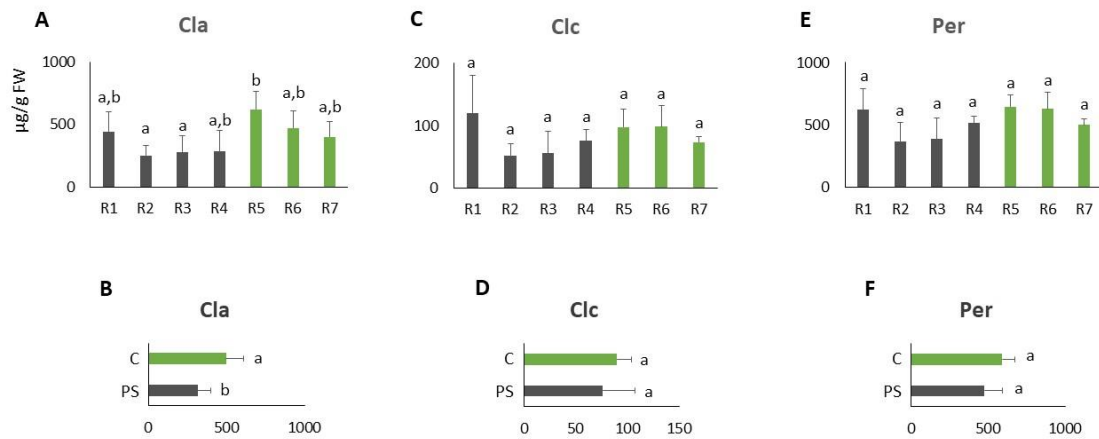 A
Cla
μg/g FW
1000
500
0
a,b
a
a
a,b
b
a,b
a,b
R1 R2 R3 R4 R5 R6 R7
C
Clc
200
100
0
a
a
a
a
a
a
a
R1 R2 R3 R4 R5 R6 R7
E
Per
1000
500
0
a
a
a
a
a
a
a
R1 R2 R3 R4 R5 R6 R7
B
Cla
C a
PS b
0 500 1000
D
Clc
a
a
0 50 100 150
F
Per
C a
PS a
0 500 1000